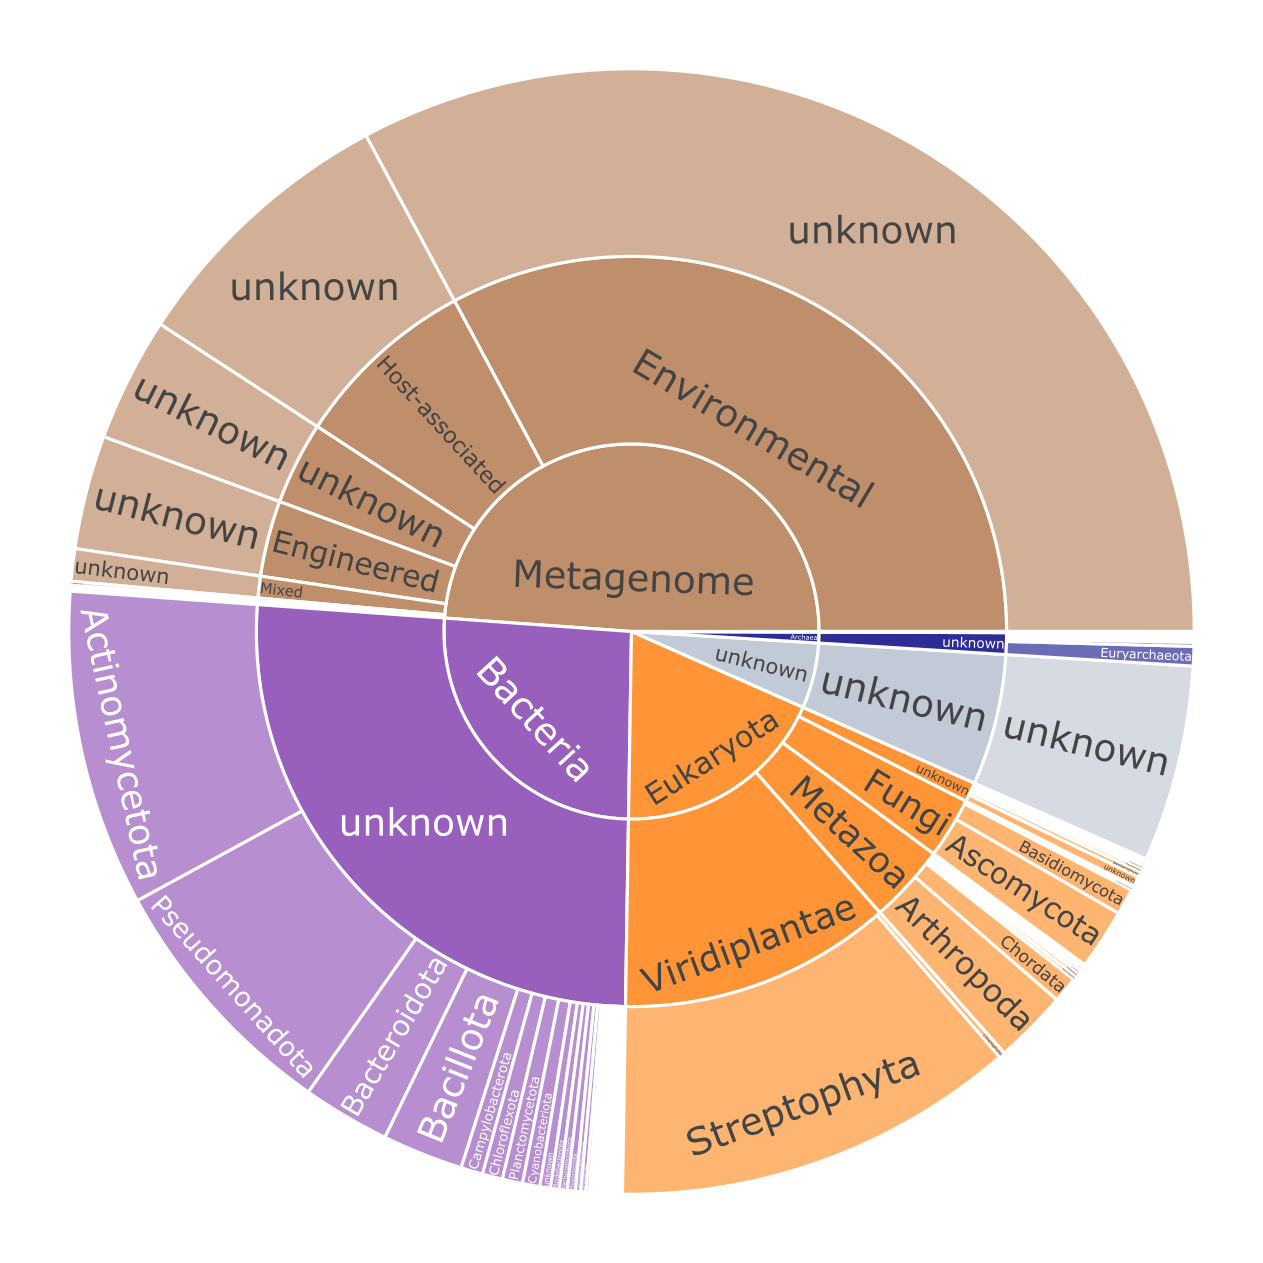 unknown
unknown
Environmental
Host-associated
unknown
unknown
unknown
Engineered
unknown
Mixed
Metagenome
Archaea
unknown
Euryarchaeota
unknown
unknown
unknown
Eukaryota
unknown
unknown
Fungi
Basidiomycota
Ascomycota
Metazoa
Chordata
Arthropoda
Viridiplantae
Streptophyta
Bacteria
unknown
Actinomycetota
Pseudomonadota
Bacteroidota
Bacillota
Campylobacterota
Chloroflexota
Planctomycetota
Cyanobacteriota
unknown